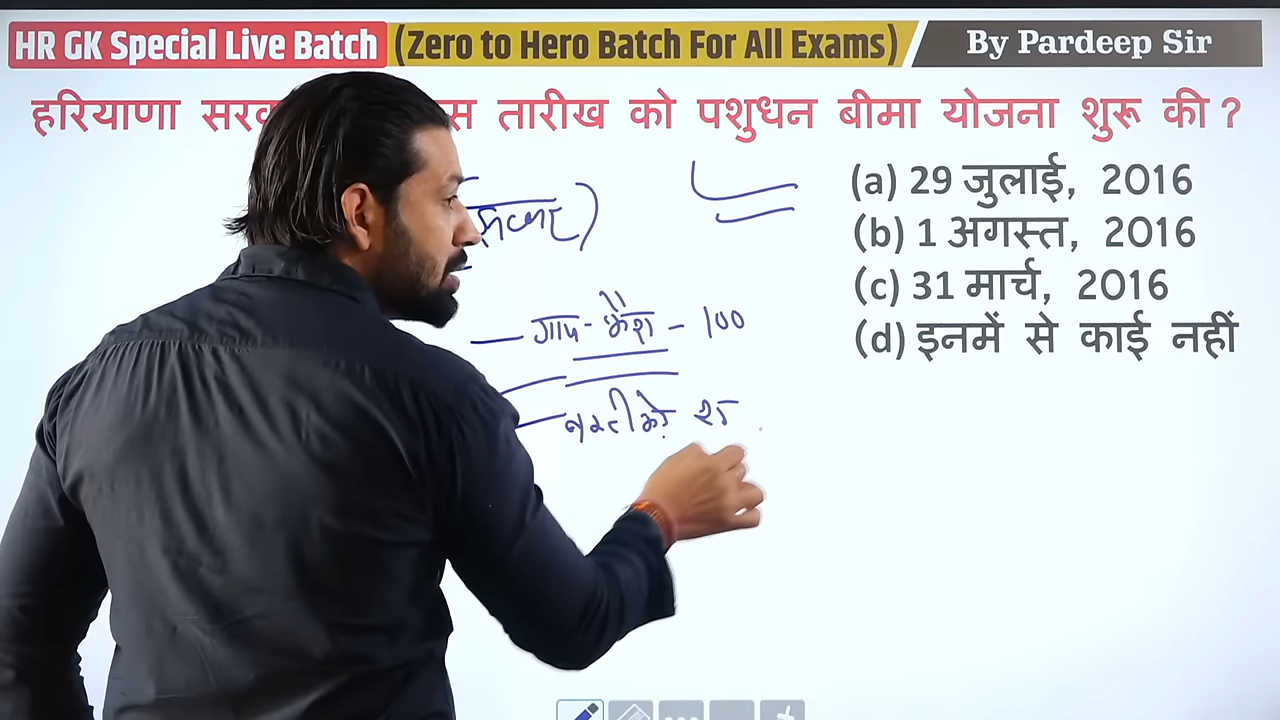 HR GK Special Live Batch (Zero to Hero Batch For All Exams) By Pardeep Sir
हरियाणा तारीख को पशुधन बीमा योजना शुरू की ?
(a) 29 जुलाई, 2016
(b) 1 अगस्त, 2016
(c) 31 मार्च, 2016
(d) इनमें से काई नहीं
गाय - भैंस - 100
25